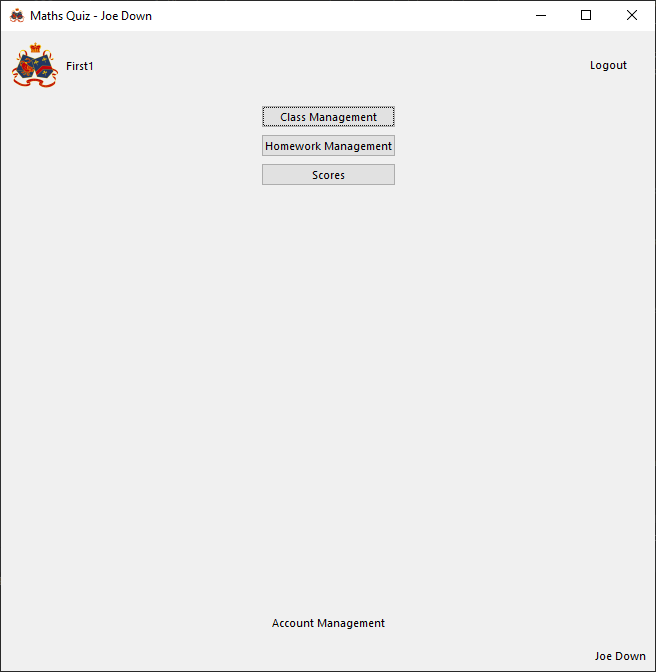 Maths Quiz - Joe Down
First1
Logout
Class Management
Homework Management
Scores
Account Management
Joe Down